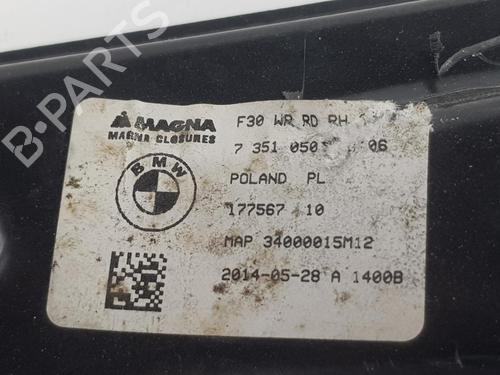 B-PARTS
MAGNA
MAGNA CLOSURES
F30 WR RD RH
7 351 050 06
BMW
POLAND PL
177567 10
MAP 34000015M12
2014-05-28 A 1400B